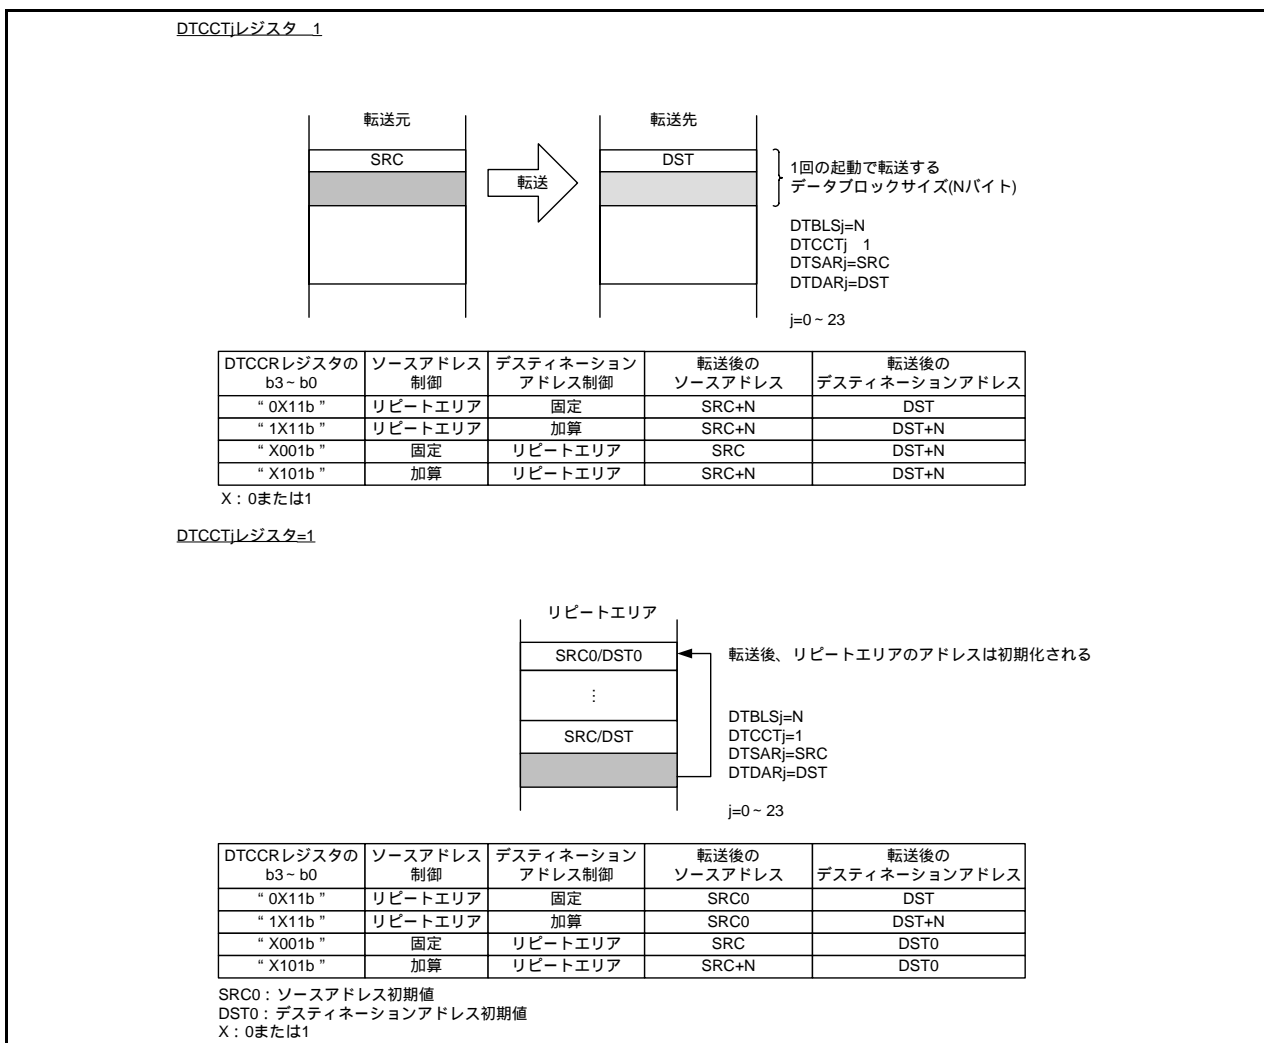 DTCCTjレジスタ 1
転送元
転送先
SRC
DST
転送
1回の起動で転送する
データブロックサイズ(Nバイト)
DTBLSj=N
DTCCTj 1
DTSARj=SRC
DTDARj=DST
j=0~23
DTCCRレジスタの b3~b0 ソースアドレス 制御 デスティネーション アドレス制御 転送後の ソースアドレス 転送後の デスティネーションアドレス
“0X11b” リピートエリア 固定 SRC+N DST
“1X11b” リピートエリア 加算 SRC+N DST+N
“X001b” 固定 リピートエリア SRC DST+N
“X101b” 加算 リピートエリア SRC+N DST+N
X:0または1
DTCCTjレジスタ=1
リピートエリア
SRC0/DST0
転送後、リピートエリアのアドレスは初期化される
⋮
SRC/DST
DTBLSj=N
DTCCTj=1
DTSARj=SRC
DTDARj=DST
j=0~23
DTCCRレジスタの b3~b0 ソースアドレス 制御 デスティネーション アドレス制御 転送後の ソースアドレス 転送後の デスティネーションアドレス
“0X11b” リピートエリア 固定 SRC0 DST
“1X11b” リピートエリア 加算 SRC0 DST+N
“X001b” 固定 リピートエリア SRC DST0
“X101b” 加算 リピートエリア SRC+N DST0
SRC0:ソースアドレス初期値
DST0:デスティネーションアドレス初期値
X:0または1